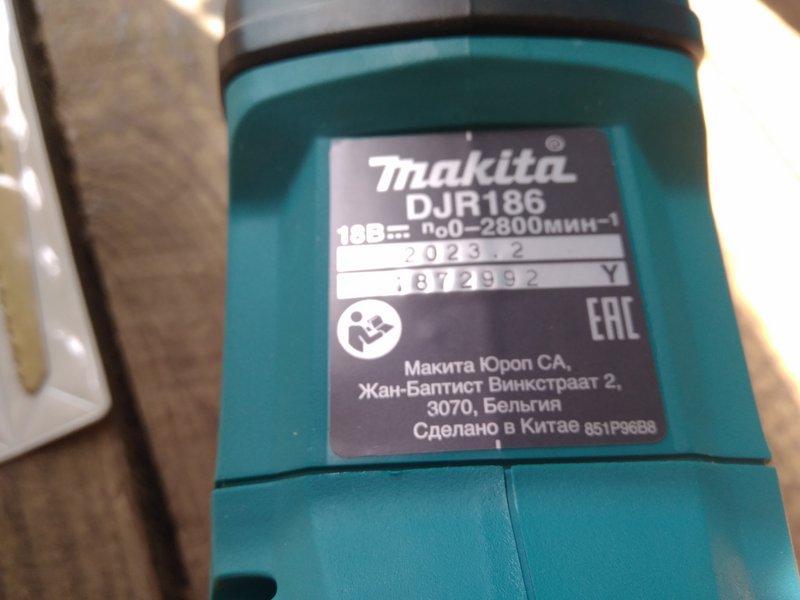 makita®
DJR186
18В⎓ n₀0–2800мин⁻¹
2023.2
1872992 Y
EAC
Макита Юроп СА,
Жан-Баптист Винкстраат 2,
3070, Бельгия
Сделано в Китае 851P96B8